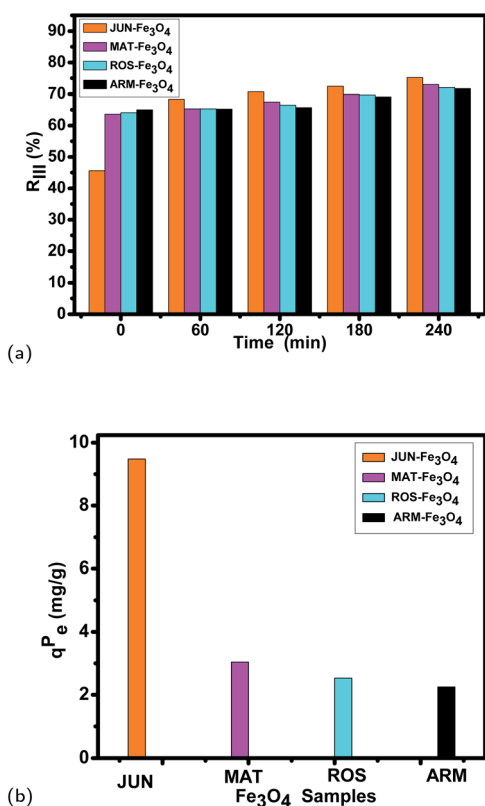 95
90
80
70
60
50
40
30
20
10
0
R_III (%)
JUN-Fe₃O₄
MAT-Fe₃O₄
ROS-Fe₃O₄
ARM-Fe₃O₄
0 60 120 180 240
Time (min)
(a)
10
8
6
4
2
0
qᴾₑ (mg/g)
JUN-Fe₃O₄
MAT-Fe₃O₄
ROS-Fe₃O₄
ARM-Fe₃O₄
JUN MAT ROS ARM
Fe₃O₄ Samples
(b)